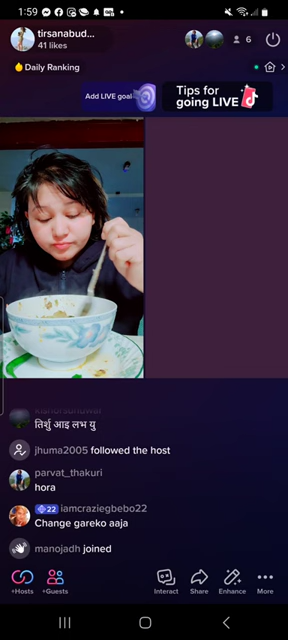 1:59
tirsanabud...
41 likes
6
Daily Ranking
Add LIVE goal
Tips for
going LIVE
तिर्शु आइ लभ यु
jhuma2005 followed the host
parvat_thakuri
hora
22 iamcraziegbebo22
Change gareko aaja
manojadh joined
+Hosts
+Guests
Interact
Share
Enhance
More